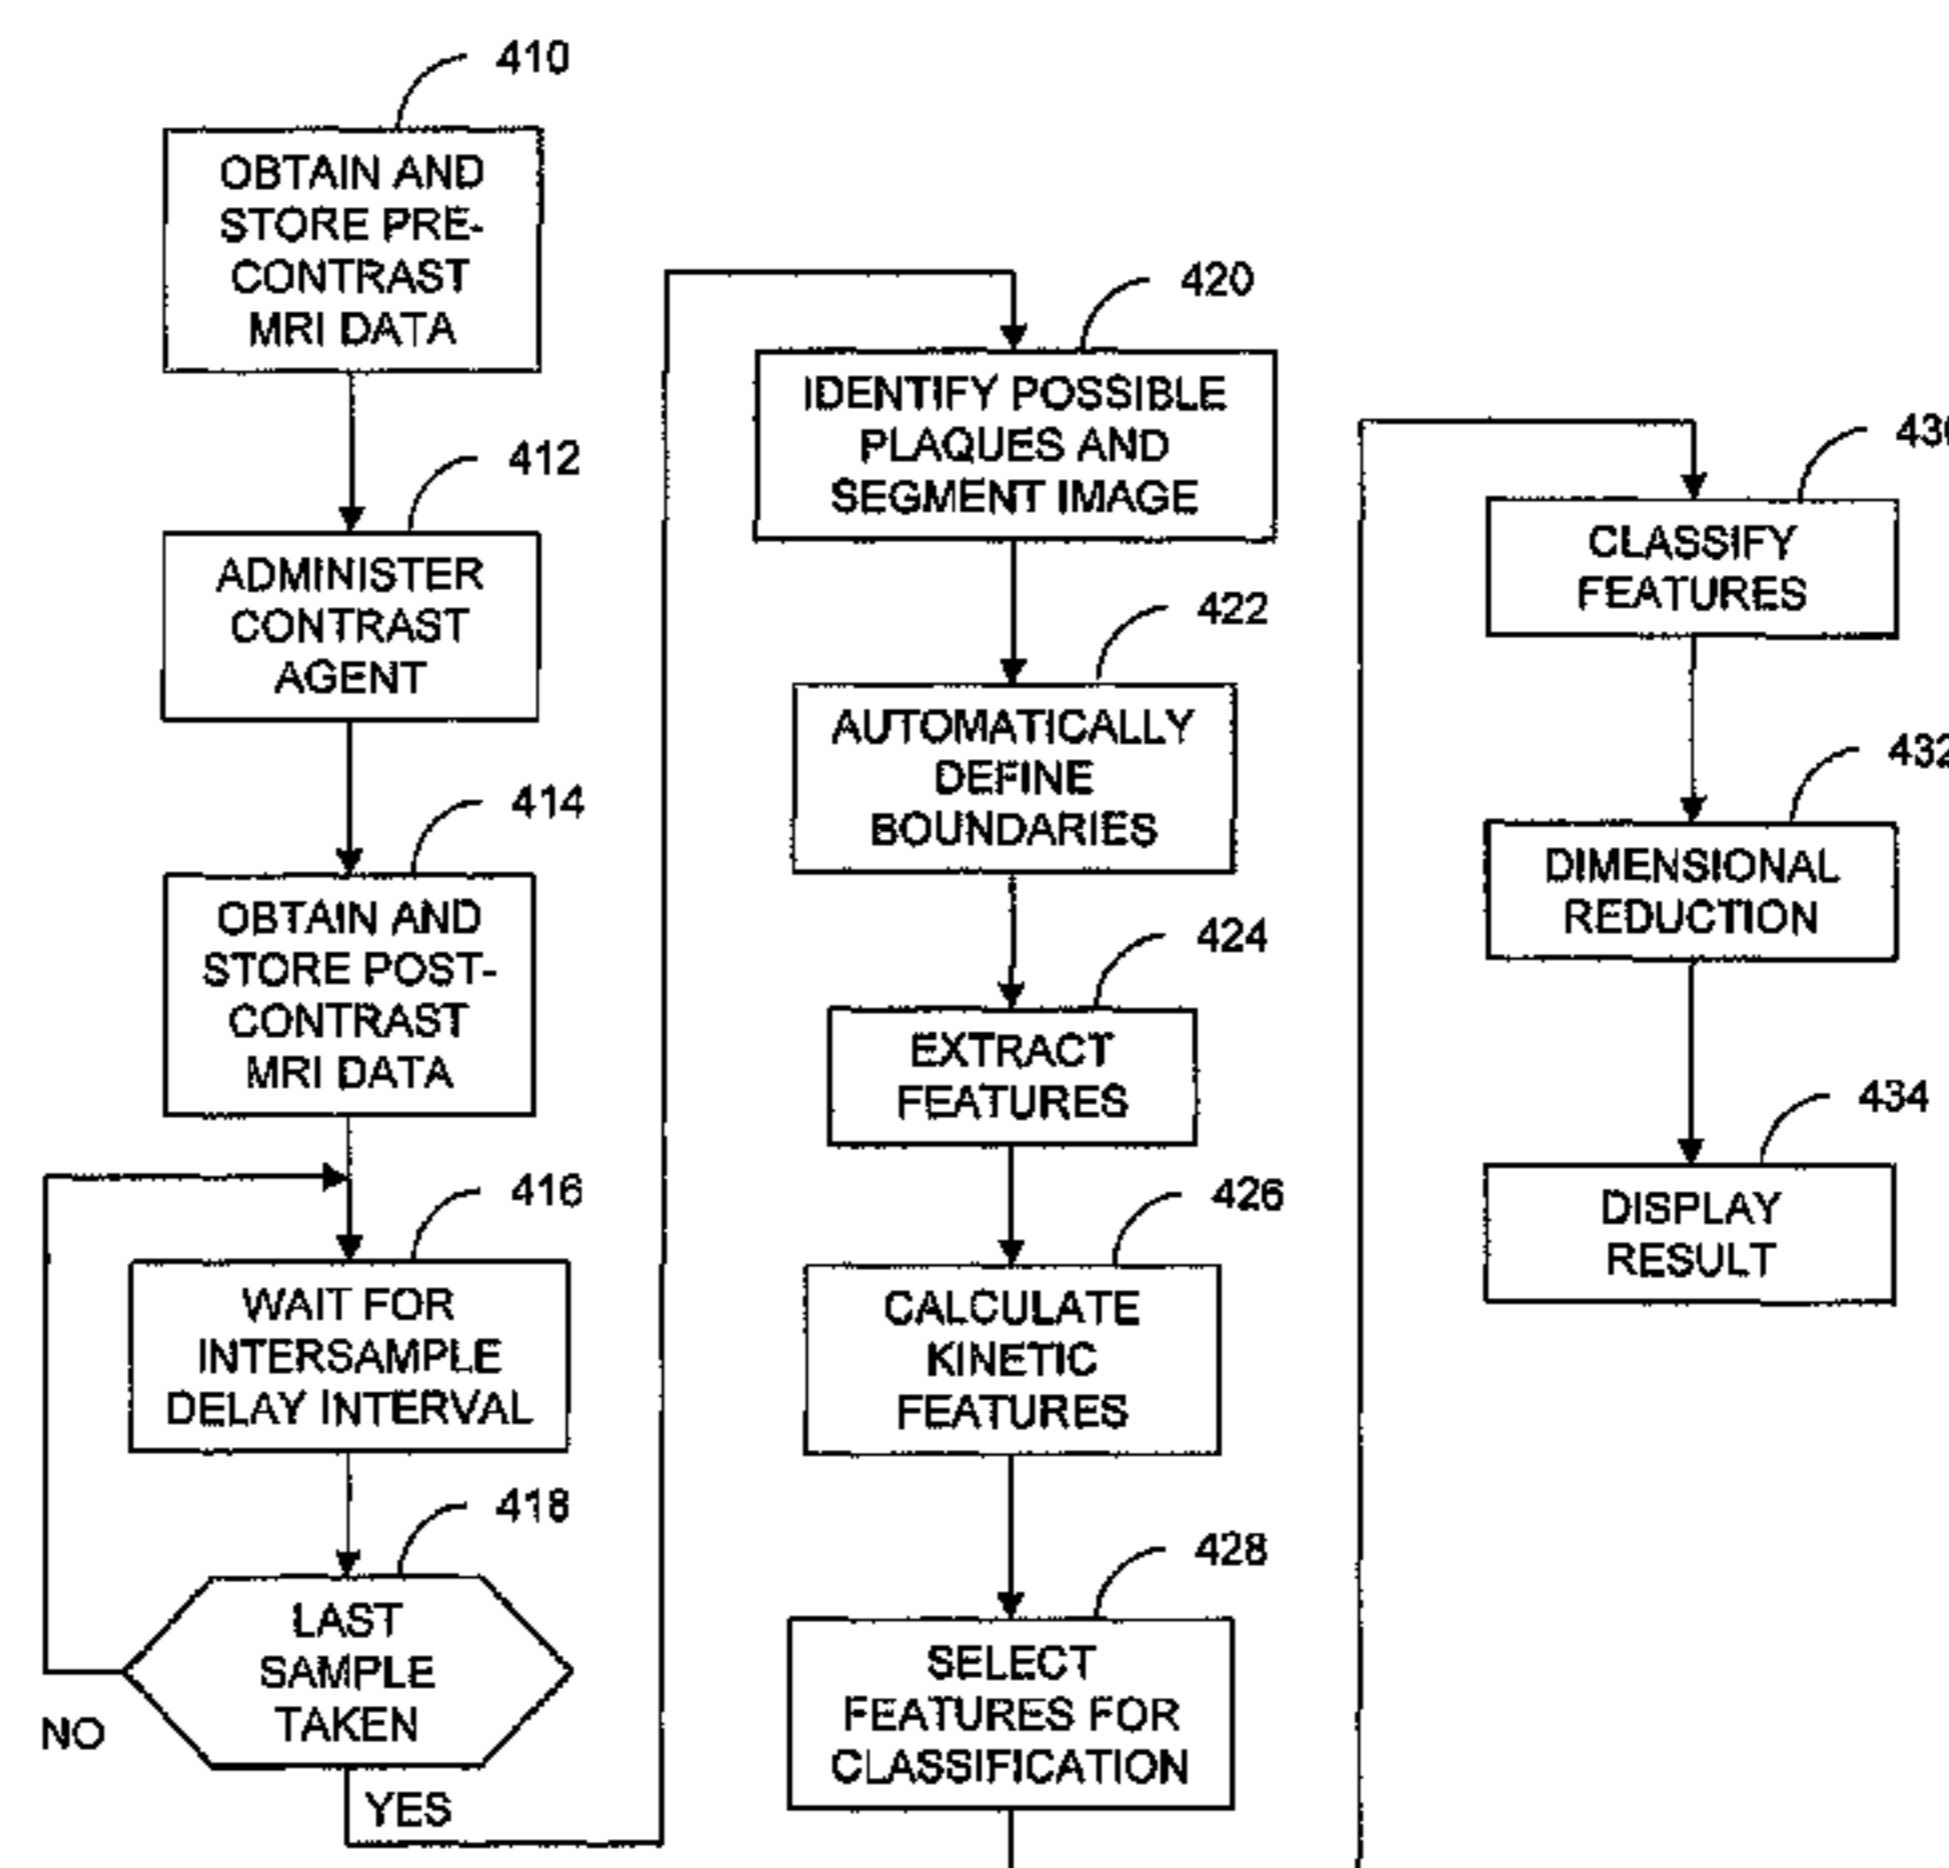 410
OBTAIN AND
STORE PRE-
CONTRAST
MRI DATA
412
ADMINISTER
CONTRAST
AGENT
414
OBTAIN AND
STORE POST-
CONTRAST
MRI DATA
416
WAIT FOR
INTERSAMPLE
DELAY INTERVAL
418
LAST
SAMPLE
TAKEN
NO
YES
420
IDENTIFY POSSIBLE
PLAQUES AND
SEGMENT IMAGE
422
AUTOMATICALLY
DEFINE
BOUNDARIES
424
EXTRACT
FEATURES
426
CALCULATE
KINETIC
FEATURES
428
SELECT
FEATURES FOR
CLASSIFICATION
430
CLASSIFY
FEATURES
432
DIMENSIONAL
REDUCTION
434
DISPLAY
RESULT